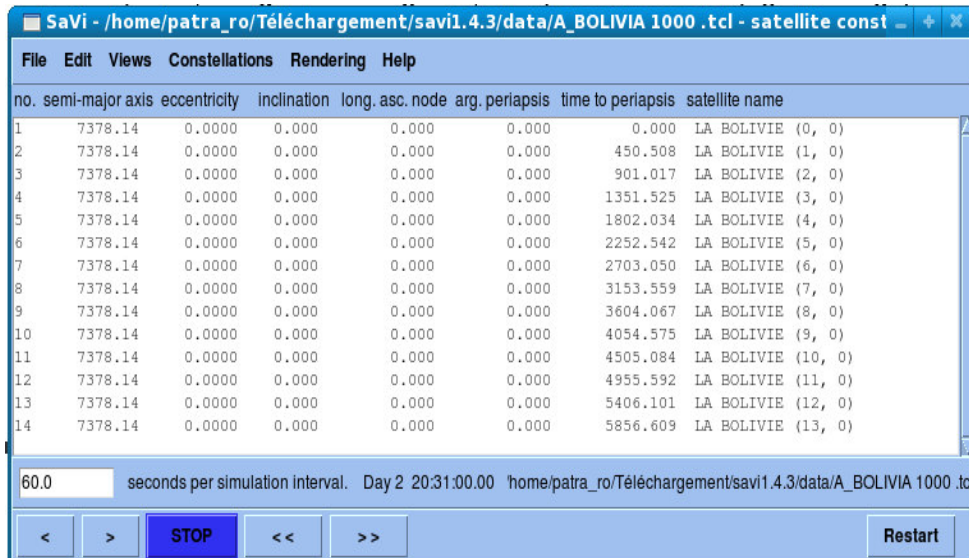 SaVi - /home/patra_ro/Téléchargement/savi1.4.3/data/A_BOLIVIA 1000 .tcl - satellite const
File Edit Views Constellations Rendering Help
no. semi-major axis eccentricity inclination long. asc. node arg. periapsis time to periapsis satellite name
1 7378.14 0.0000 0.000 0.000 0.000 0.000 LA BOLIVIE (0, 0)
2 7378.14 0.0000 0.000 0.000 0.000 450.508 LA BOLIVIE (1, 0)
3 7378.14 0.0000 0.000 0.000 0.000 901.017 LA BOLIVIE (2, 0)
4 7378.14 0.0000 0.000 0.000 0.000 1351.525 LA BOLIVIE (3, 0)
5 7378.14 0.0000 0.000 0.000 0.000 1802.034 LA BOLIVIE (4, 0)
6 7378.14 0.0000 0.000 0.000 0.000 2252.542 LA BOLIVIE (5, 0)
7 7378.14 0.0000 0.000 0.000 0.000 2703.050 LA BOLIVIE (6, 0)
8 7378.14 0.0000 0.000 0.000 0.000 3153.559 LA BOLIVIE (7, 0)
9 7378.14 0.0000 0.000 0.000 0.000 3604.067 LA BOLIVIE (8, 0)
10 7378.14 0.0000 0.000 0.000 0.000 4054.575 LA BOLIVIE (9, 0)
11 7378.14 0.0000 0.000 0.000 0.000 4505.084 LA BOLIVIE (10, 0)
12 7378.14 0.0000 0.000 0.000 0.000 4955.592 LA BOLIVIE (11, 0)
13 7378.14 0.0000 0.000 0.000 0.000 5406.101 LA BOLIVIE (12, 0)
14 7378.14 0.0000 0.000 0.000 0.000 5856.609 LA BOLIVIE (13, 0)
60.0 seconds per simulation interval. Day 2 20:31:00.00 'home/patra_ro/Téléchargement/savi1.4.3/data/A_BOLIVIA 1000 .tc
< > STOP << >> Restart